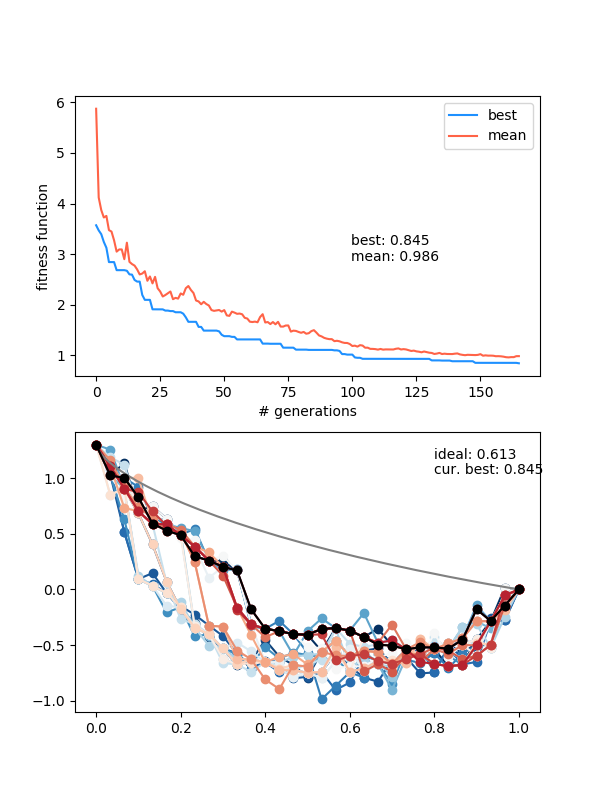 6
5
4
3
2
1
fitness function
best
mean
best: 0.845
mean: 0.986
0 25 50 75 100 125 150
# generations
ideal: 0.613
cur. best: 0.845
1.0
0.5
0.0
−0.5
−1.0
0.0 0.2 0.4 0.6 0.8 1.0